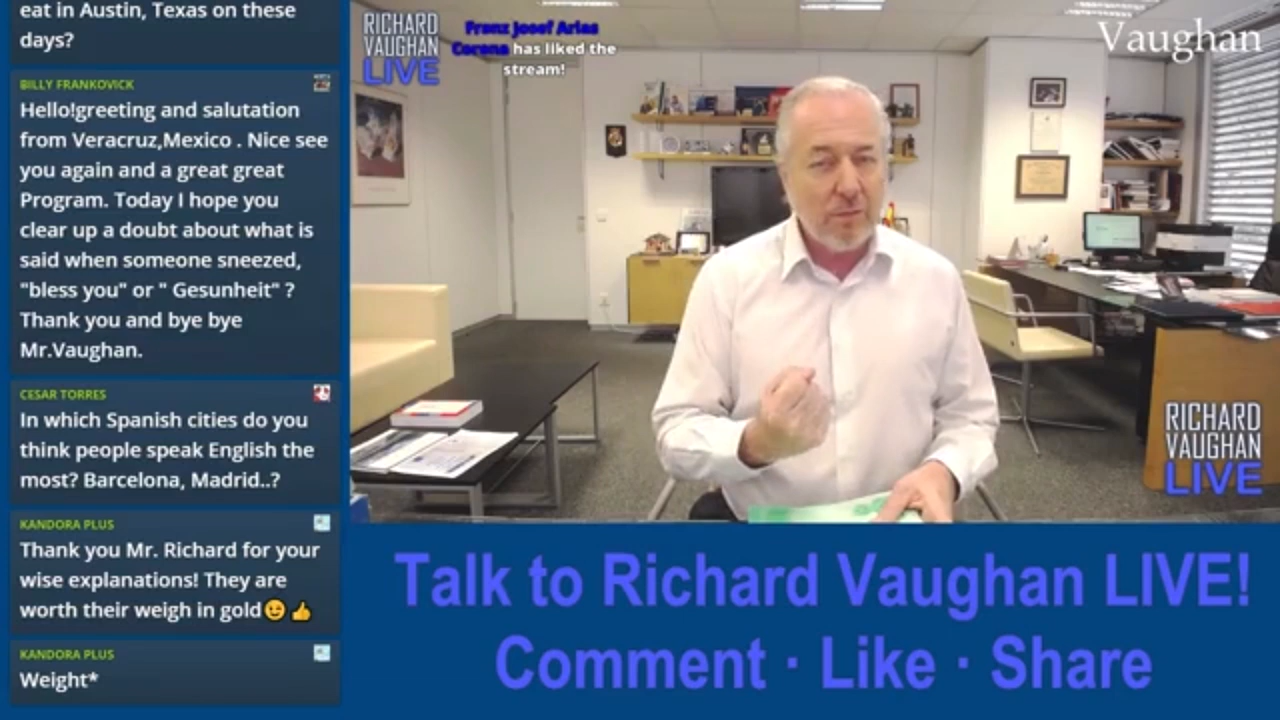 eat in Austin, Texas on these
days?
BILLY FRANKOVICK
Hello!greeting and salutation
from Veracruz,Mexico . Nice see
you again and a great great
Program. Today I hope you
clear up a doubt about what is
said when someone sneezed,
"bless you" or " Gesunheit" ?
Thank you and bye bye
Mr.Vaughan.
CESAR TORRES
In which Spanish cities do you
think people speak English the
most? Barcelona, Madrid..?
KANDORA PLUS
Thank you Mr. Richard for your
wise explanations! They are
worth their weigh in gold😉👍
KANDORA PLUS
Weight*
RICHARD
VAUGHAN
LIVE
Franz Josef Arias
Corona has liked the
stream!
Vaughan
RICHARD
VAUGHAN
LIVE
Talk to Richard Vaughan LIVE!
Comment · Like · Share